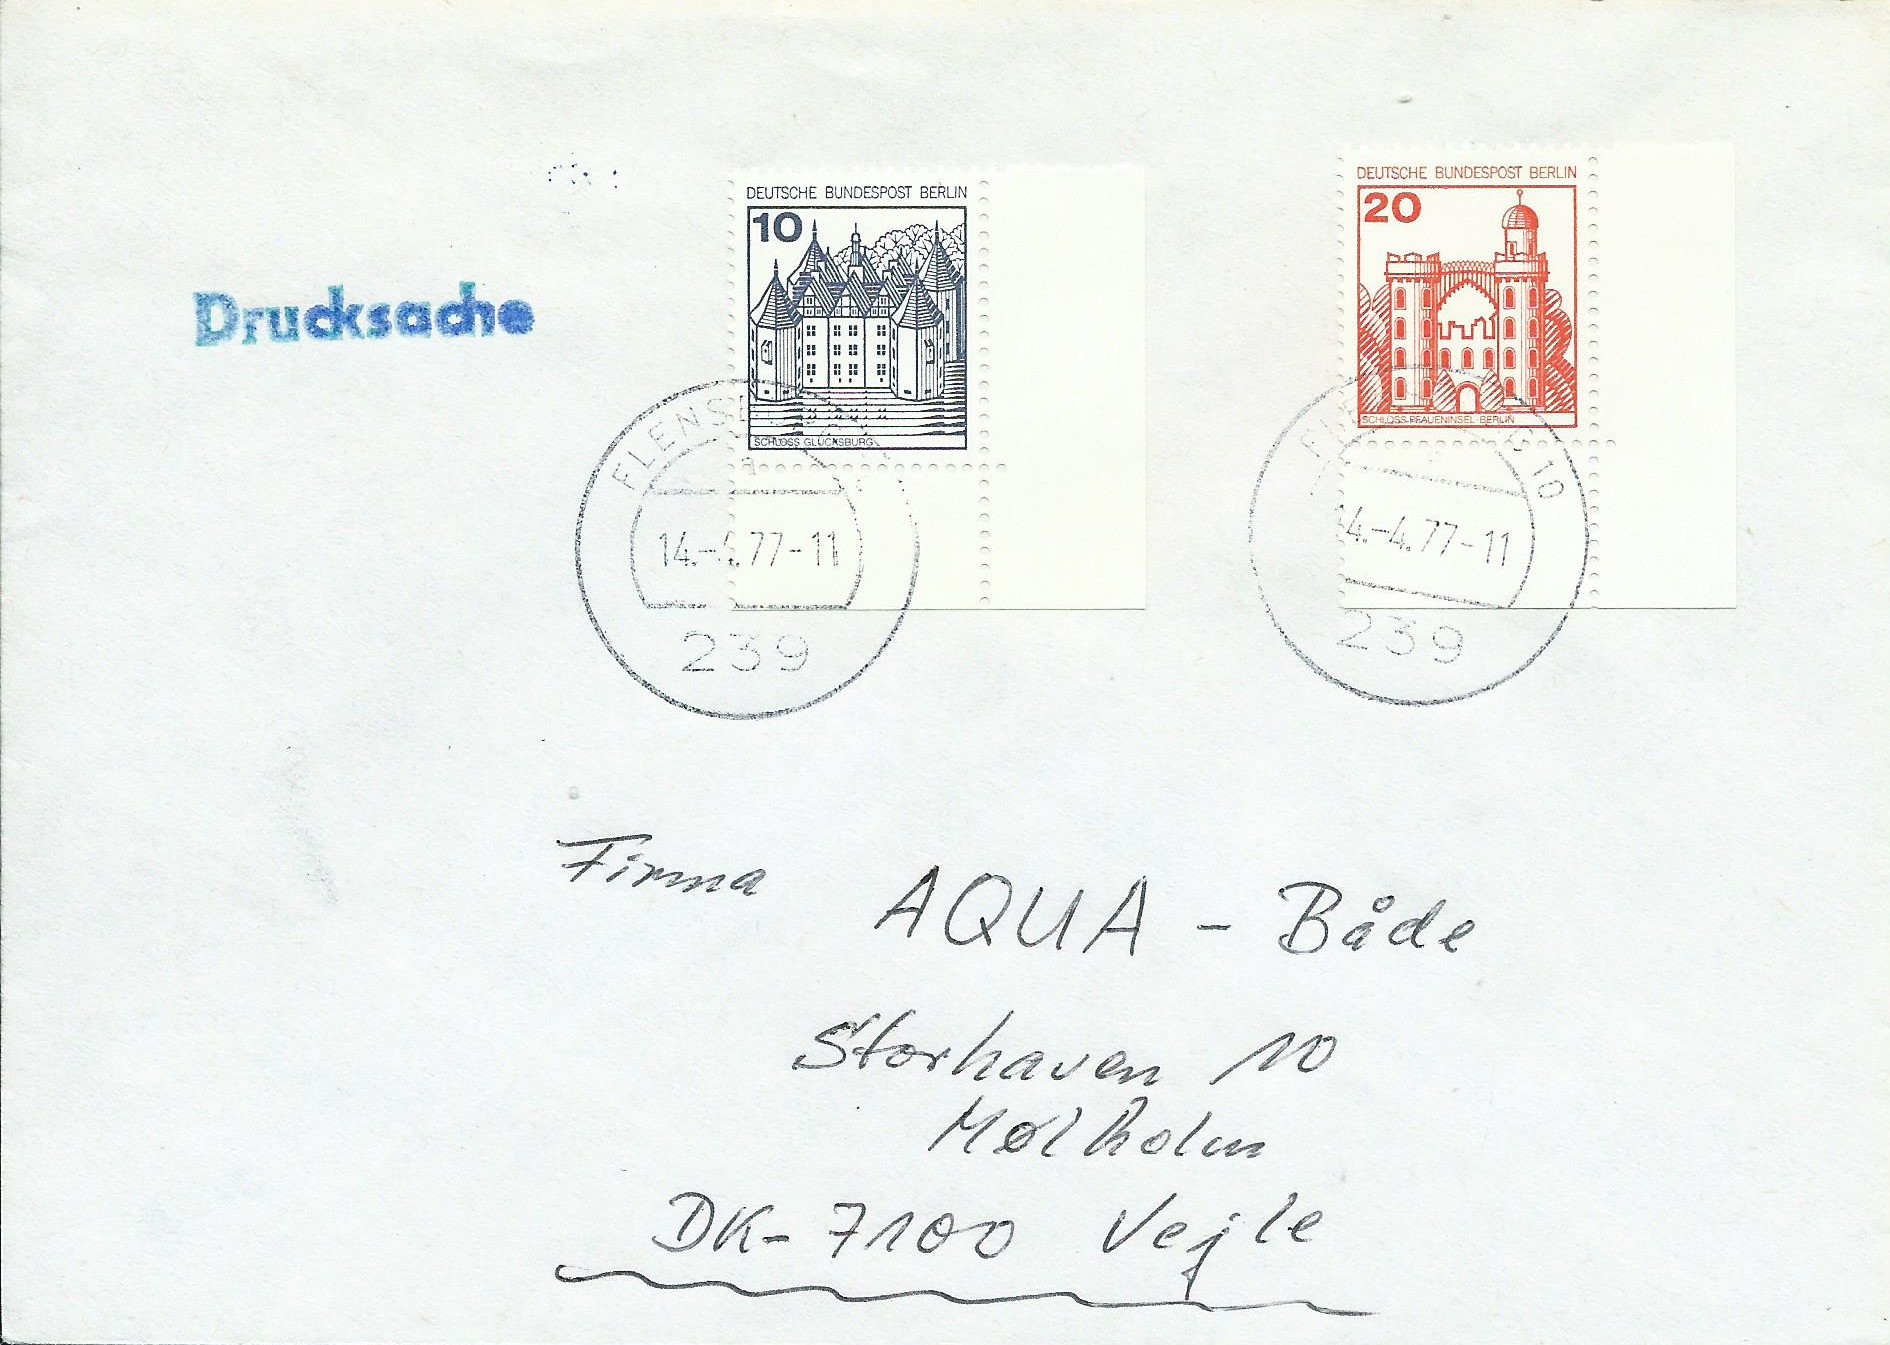 Drucksache
DEUTSCHE BUNDESPOST BERLIN
10
SCHLOSS GLÜCKSBURG
DEUTSCHE BUNDESPOST BERLIN
20
SCHLOSS PFAUENINSEL BERLIN
14.-4.77-11
239
10
4.-4.77-11
239
Firma AQUA - Både
Storhaven 10
Mølholm
DK-7100 Vejle